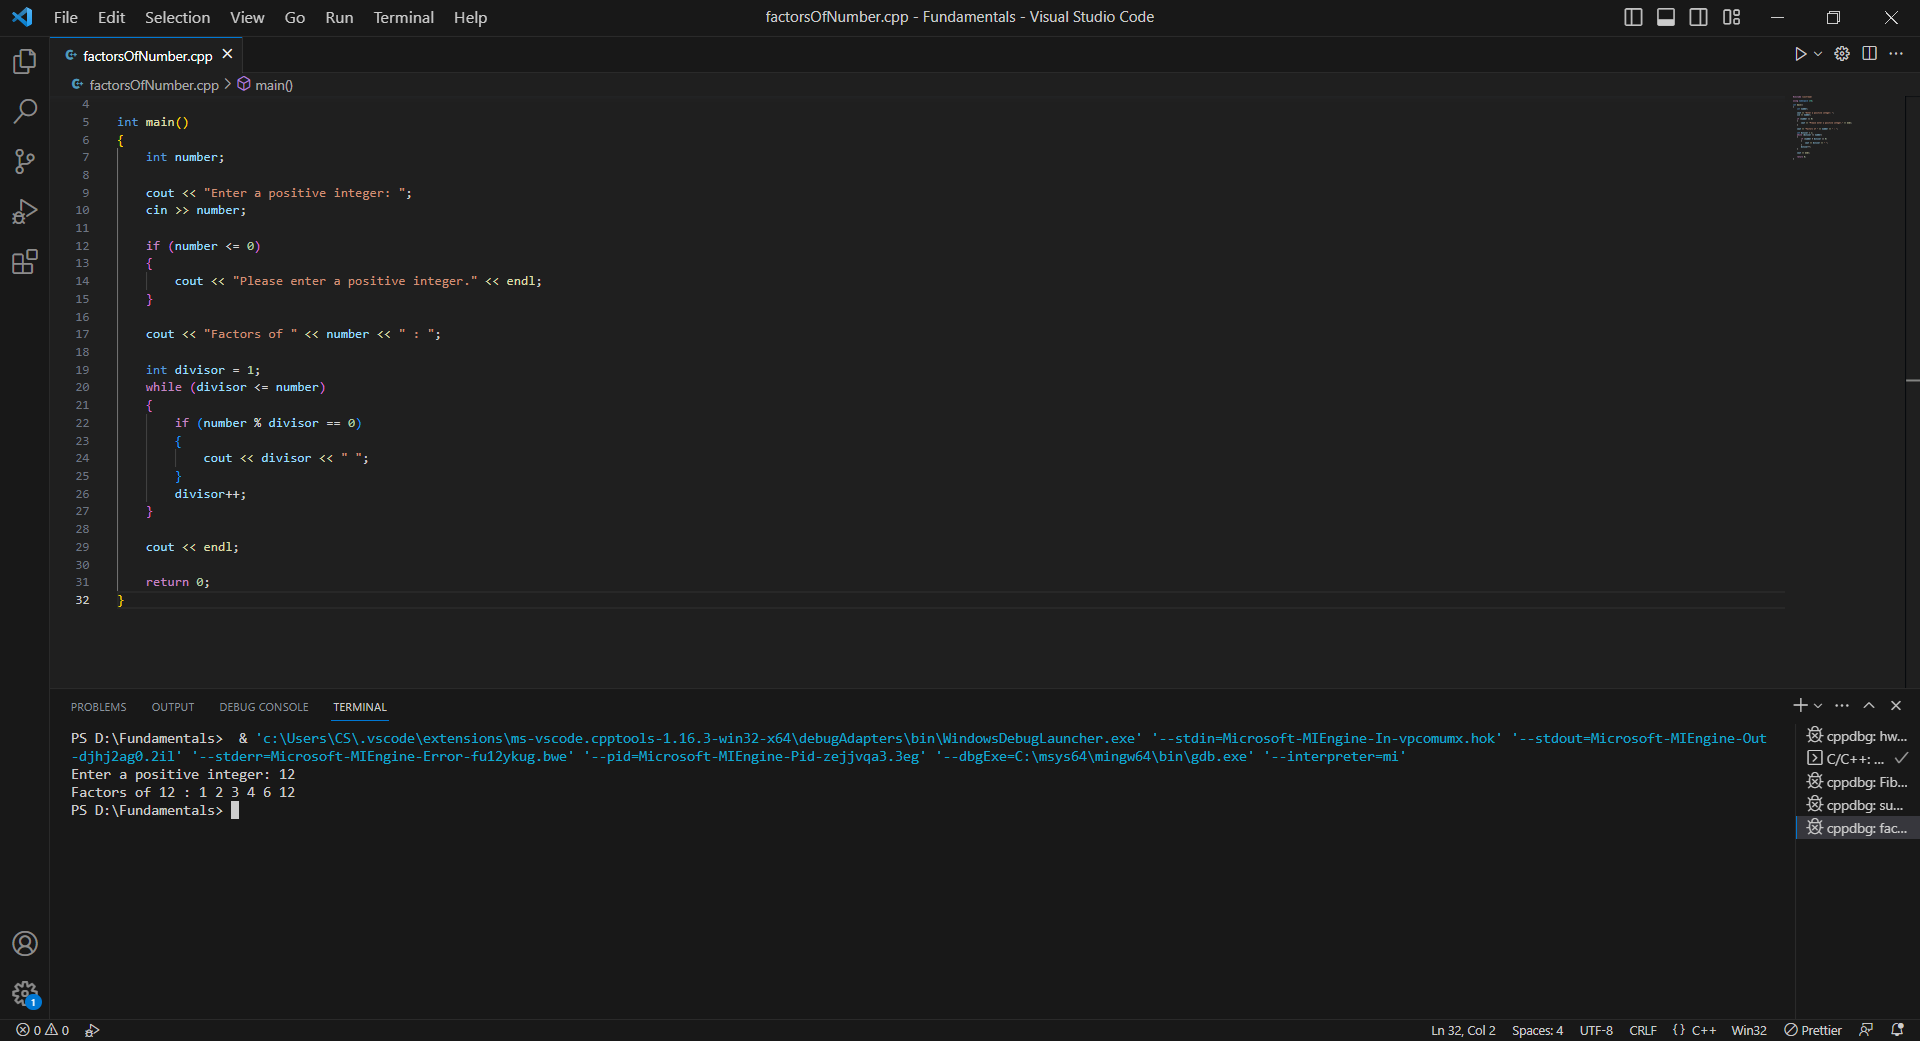 File Edit Selection View Go Run Terminal Help
factorsOfNumber.cpp - Fundamentals - Visual Studio Code
factorsOfNumber.cpp
factorsOfNumber.cpp > main()
4
5 int main()
6 {
7 int number;
8
9 cout << "Enter a positive integer: ";
10 cin >> number;
11
12 if (number <= 0)
13 {
14 cout << "Please enter a positive integer." << endl;
15 }
16
17 cout << "Factors of " << number << " : ";
18
19 int divisor = 1;
20 while (divisor <= number)
21 {
22 if (number % divisor == 0)
23 {
24 cout << divisor << " ";
25 }
26 divisor++;
27 }
28
29 cout << endl;
30
31 return 0;
32 }
PROBLEMS OUTPUT DEBUG CONSOLE TERMINAL
PS D:\Fundamentals>  & 'c:\Users\CS\.vscode\extensions\ms-vscode.cpptools-1.16.3-win32-x64\debugAdapters\bin\WindowsDebugLauncher.exe' '--stdin=Microsoft-MIEngine-In-vpcomumx.hok' '--stdout=Microsoft-MIEngine-Out
-djhj2ag0.2il' '--stderr=Microsoft-MIEngine-Error-fu12ykug.bwe' '--pid=Microsoft-MIEngine-Pid-zejjvqa3.3eg' '--dbgExe=C:\msys64\mingw64\bin\gdb.exe' '--interpreter=mi'
Enter a positive integer: 12
Factors of 12 : 1 2 3 4 6 12
PS D:\Fundamentals>
cppdbg: hw...
C/C++: ...
cppdbg: Fib...
cppdbg: su...
cppdbg: fac...
1
0 0
Ln 32, Col 2 Spaces: 4 UTF-8 CRLF {} C++ Win32 Prettier